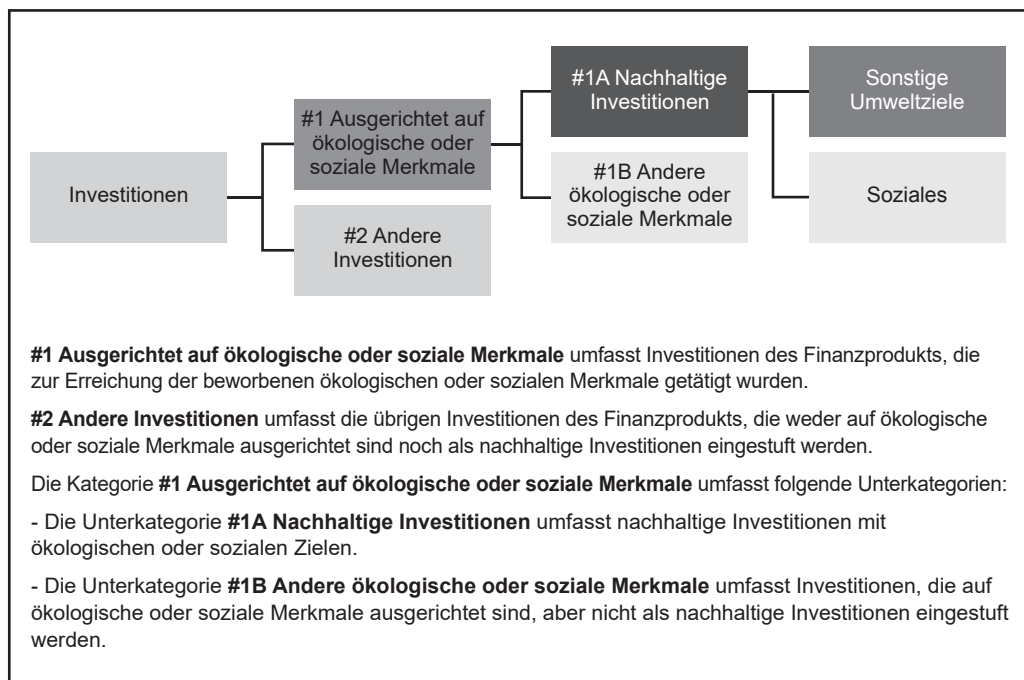 Investitionen
#1 Ausgerichtet auf
ökologische oder
soziale Merkmale
#2 Andere
Investitionen
#1A Nachhaltige
Investitionen
#1B Andere
ökologische oder
soziale Merkmale
Sonstige
Umweltziele
Soziales
#1 Ausgerichtet auf ökologische oder soziale Merkmale umfasst Investitionen des Finanzprodukts, die
zur Erreichung der beworbenen ökologischen oder sozialen Merkmale getätigt wurden.
#2 Andere Investitionen umfasst die übrigen Investitionen des Finanzprodukts, die weder auf ökologische
oder soziale Merkmale ausgerichtet sind noch als nachhaltige Investitionen eingestuft werden.
Die Kategorie #1 Ausgerichtet auf ökologische oder soziale Merkmale umfasst folgende Unterkategorien:
- Die Unterkategorie #1A Nachhaltige Investitionen umfasst nachhaltige Investitionen mit
ökologischen oder sozialen Zielen.
- Die Unterkategorie #1B Andere ökologische oder soziale Merkmale umfasst Investitionen, die auf
ökologische oder soziale Merkmale ausgerichtet sind, aber nicht als nachhaltige Investitionen eingestuft
werden.